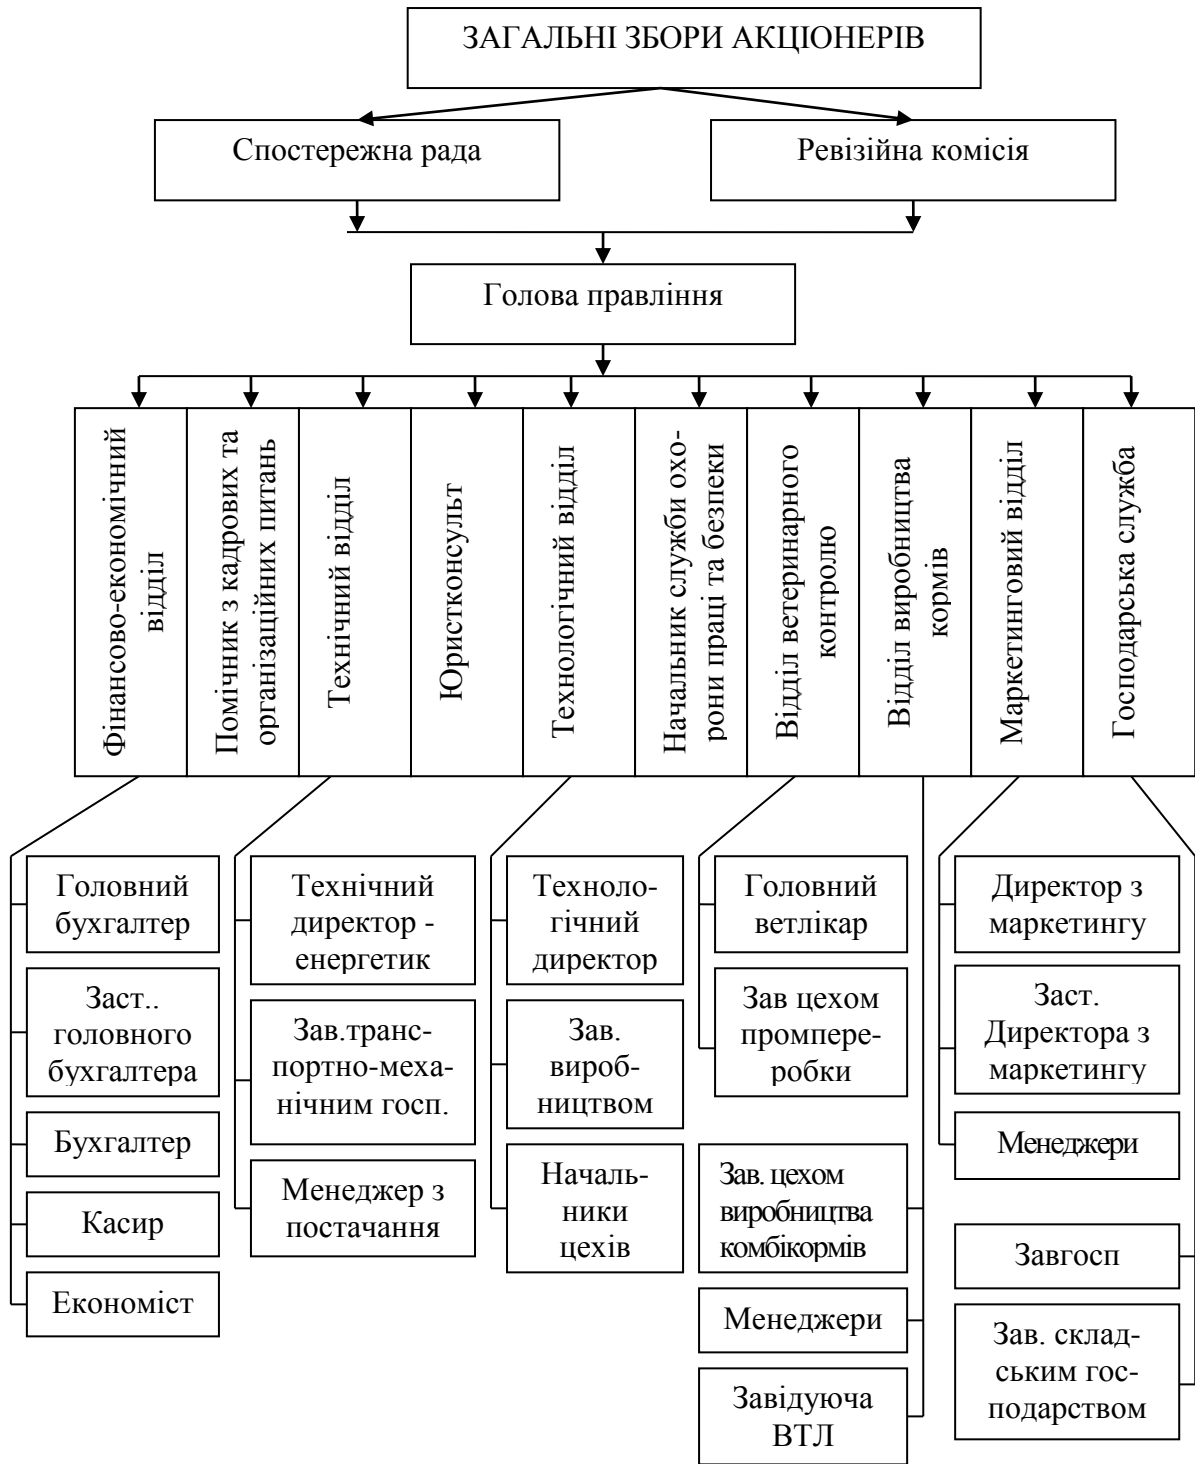 ЗАГАЛЬНІ ЗБОРИ АКЦІОНЕРІВ
Спостережна рада
Ревізійна комісія
Голова правління
Фінансово-економічний
відділ
Помічник з кадрових та
організаційних питань
Технічний відділ
Юристконсульт
Технологічний відділ
Начальник служби охо-
рони праці та безпеки
Відділ ветеринарного
контролю
Відділ виробництва
кормів
Маркетинговий відділ
Господарська служба
Головний
бухгалтер
Заст..
головного
бухгалтера
Бухгалтер
Касир
Економіст
Технічний
директор -
енергетик
Зав.транс-
портно-меха-
нічним госп.
Менеджер з
постачання
Техноло-
гічний
директор
Зав.
вироб-
ництвом
Началь-
ники
цехів
Головний
ветлікар
Зав цехом
промпере-
робки
Зав. цехом
виробництва
комбікормів
Менеджери
Завідуюча
ВТЛ
Директор з
маркетингу
Заст.
Директора з
маркетингу
Менеджери
Завгосп
Зав. склад-
ським гос-
подарством